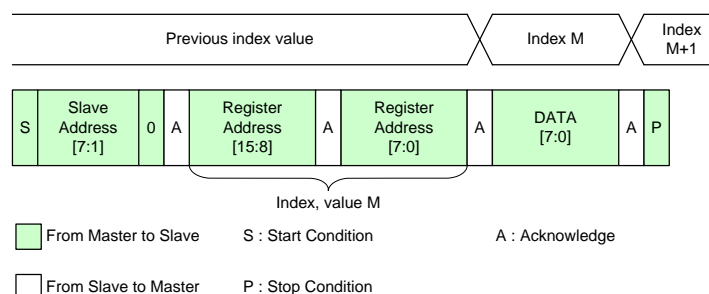 Previous index value
Index M
Index
M+1
S
Slave
Address
[7:1]
0
A
Register
Address
[15:8]
A
Register
Address
[7:0]
A
DATA
[7:0]
A
P
Index, value M
From Master to Slave
S : Start Condition
A : Acknowledge
From Slave to Master
P : Stop Condition